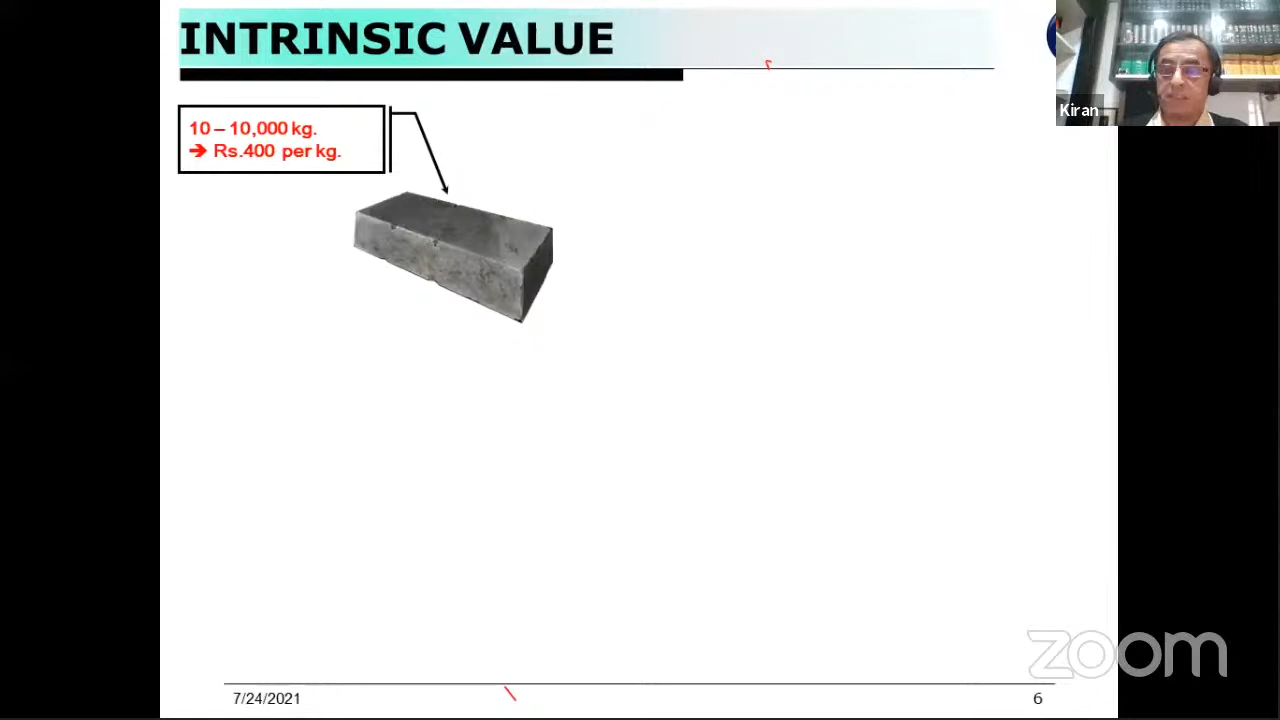 INTRINSIC VALUE
Kiran
10 – 10,000 kg.
➔ Rs.400 per kg.
zoom
7/24/2021
6